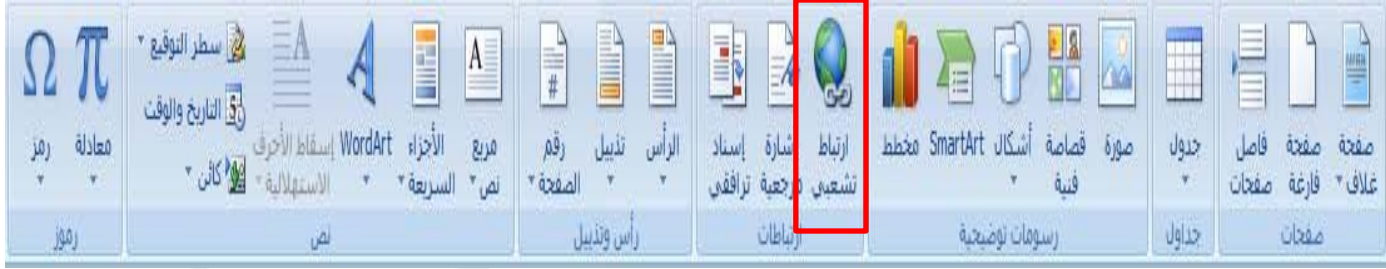 صفحة غلاف
صفحة فارغة
فاصل صفحات
صفحات
جدول
جداول
صورة
قصاصة فنية
أشكال
SmartArt
مخطط
رسومات توضيحية
ارتباط تشعبي
شارة مرجعية
إسناد ترافقي
ارتباطات
الرأس
تذييل
رقم الصفحة
#
رأس وتذييل
A
مربع نص
الأجزاء السريعة
A
WordArt
A
إسقاط الأحرف الاستهلالية
سطر التوقيع
5
التاريخ والوقت
كائن
نص
π
معادلة
Ω
رمز
رموز